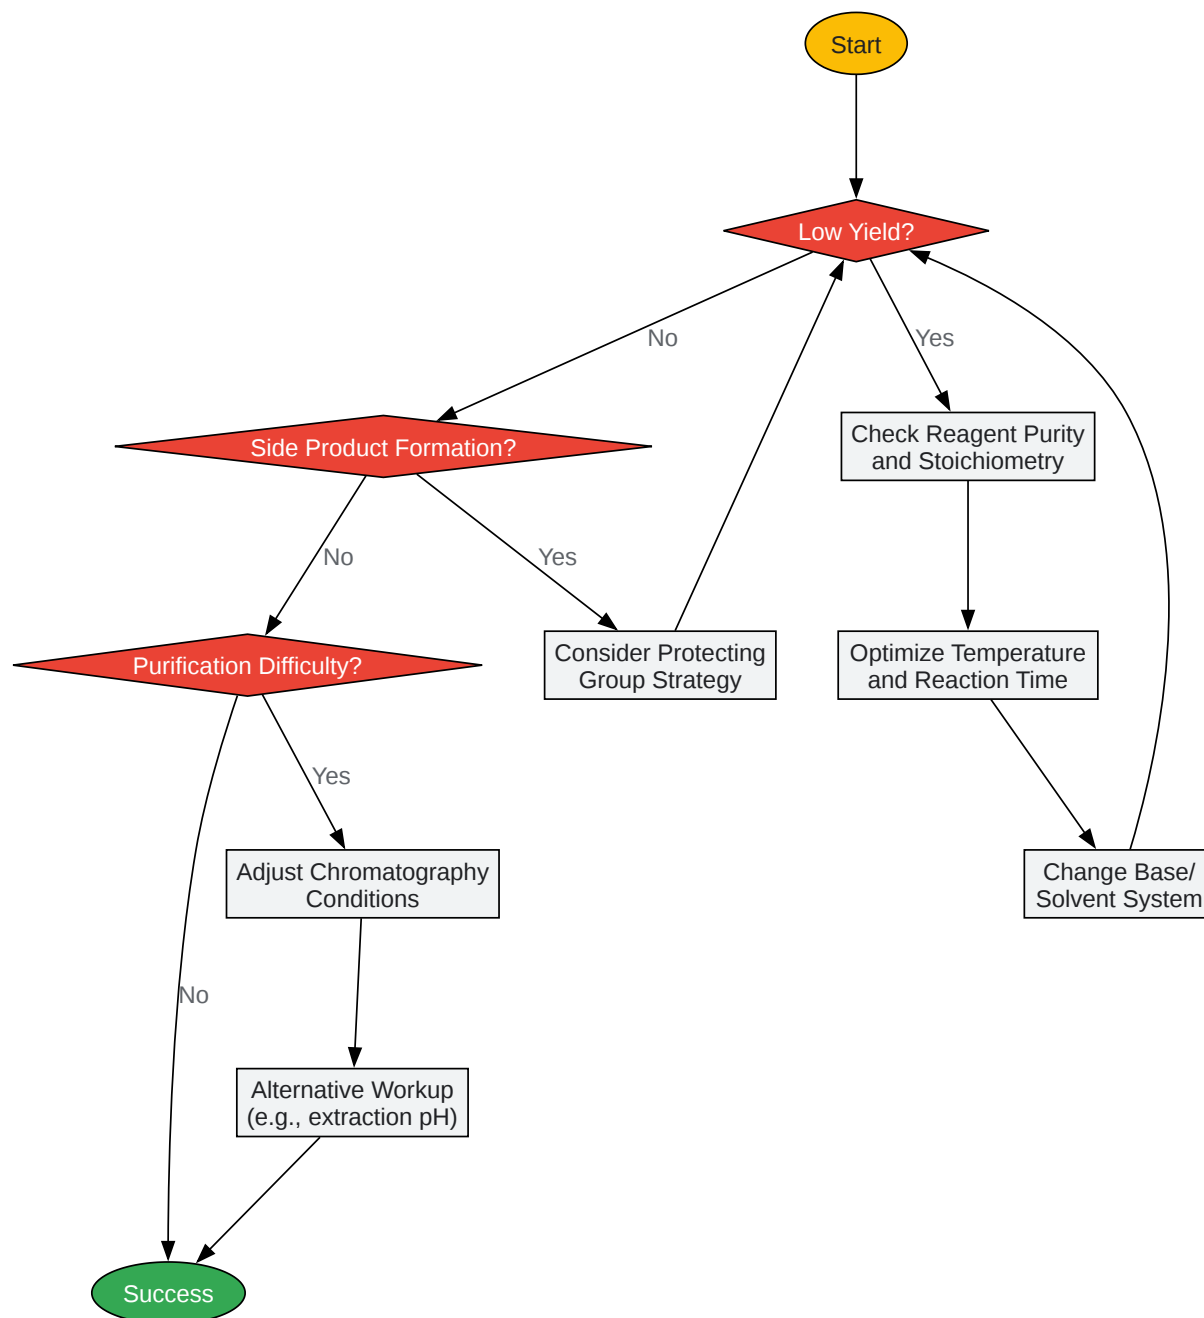 Start
Low Yield?
No
Yes
Side Product Formation?
Check Reagent Purity
and Stoichiometry
No
Yes
Purification Difficulty?
Consider Protecting
Group Strategy
Optimize Temperature
and Reaction Time
Yes
Adjust Chromatography
Conditions
Change Base/
Solvent System
No
Alternative Workup
(e.g., extraction pH)
Success